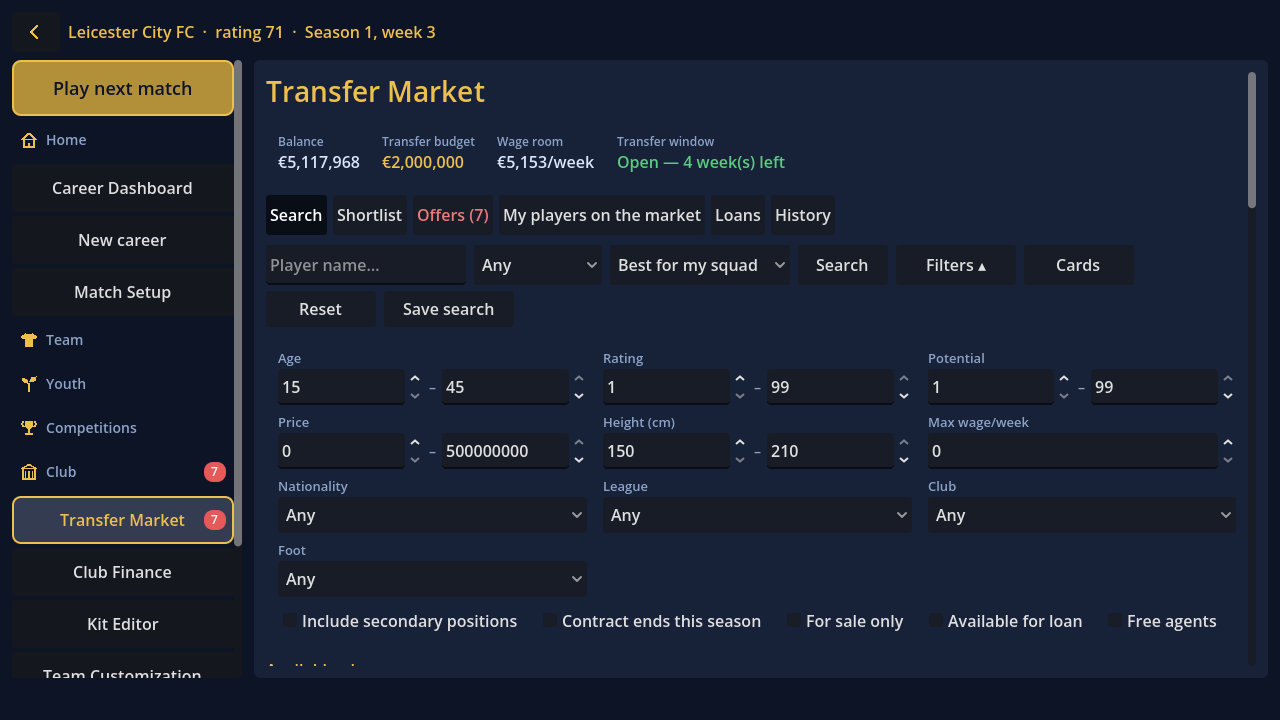 Leicester City FC · rating 71 · Season 1, week 3
Play next match
Home
Career Dashboard
New career
Match Setup
Team
Youth
Competitions
Club 7
Transfer Market 7
Club Finance
Kit Editor
Team Customization
Transfer Market
Balance Transfer budget Wage room Transfer window
€5,117,968 €2,000,000 €5,153/week Open — 4 week(s) left
Search Shortlist Offers (7) My players on the market Loans History
Player name... Any Best for my squad Search Filters ▴ Cards
Reset Save search
Age Rating Potential
15 – 45 1 – 99 1 – 99
Price Height (cm) Max wage/week
0 – 500000000 150 – 210 0
Nationality League Club
Any Any Any
Foot
Any
Include secondary positions Contract ends this season For sale only Available for loan Free agents